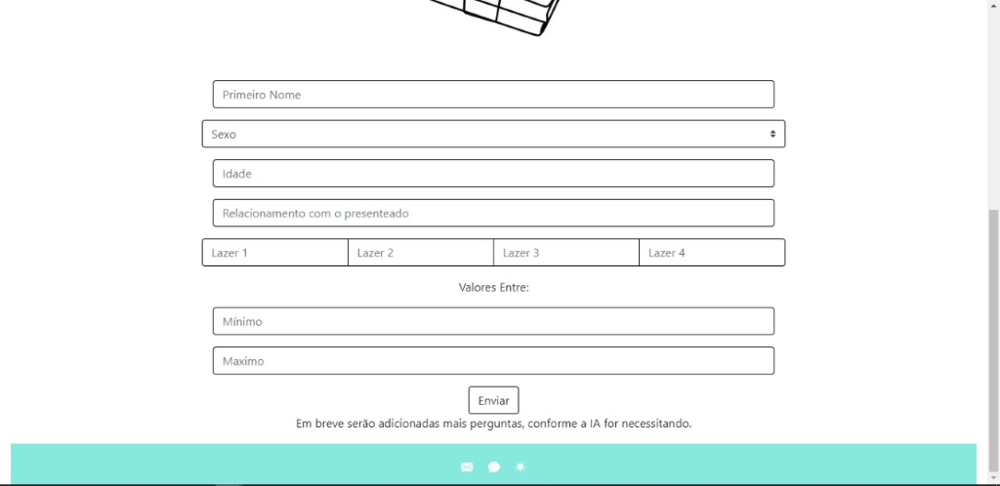 Primeiro Nome
Sexo
Idade
Relacionamento com o presenteado
Lazer 1 Lazer 2 Lazer 3 Lazer 4
Valores Entre:
Mínimo
Maximo
Enviar
Em breve serão adicionadas mais perguntas, conforme a IA for necessitando.